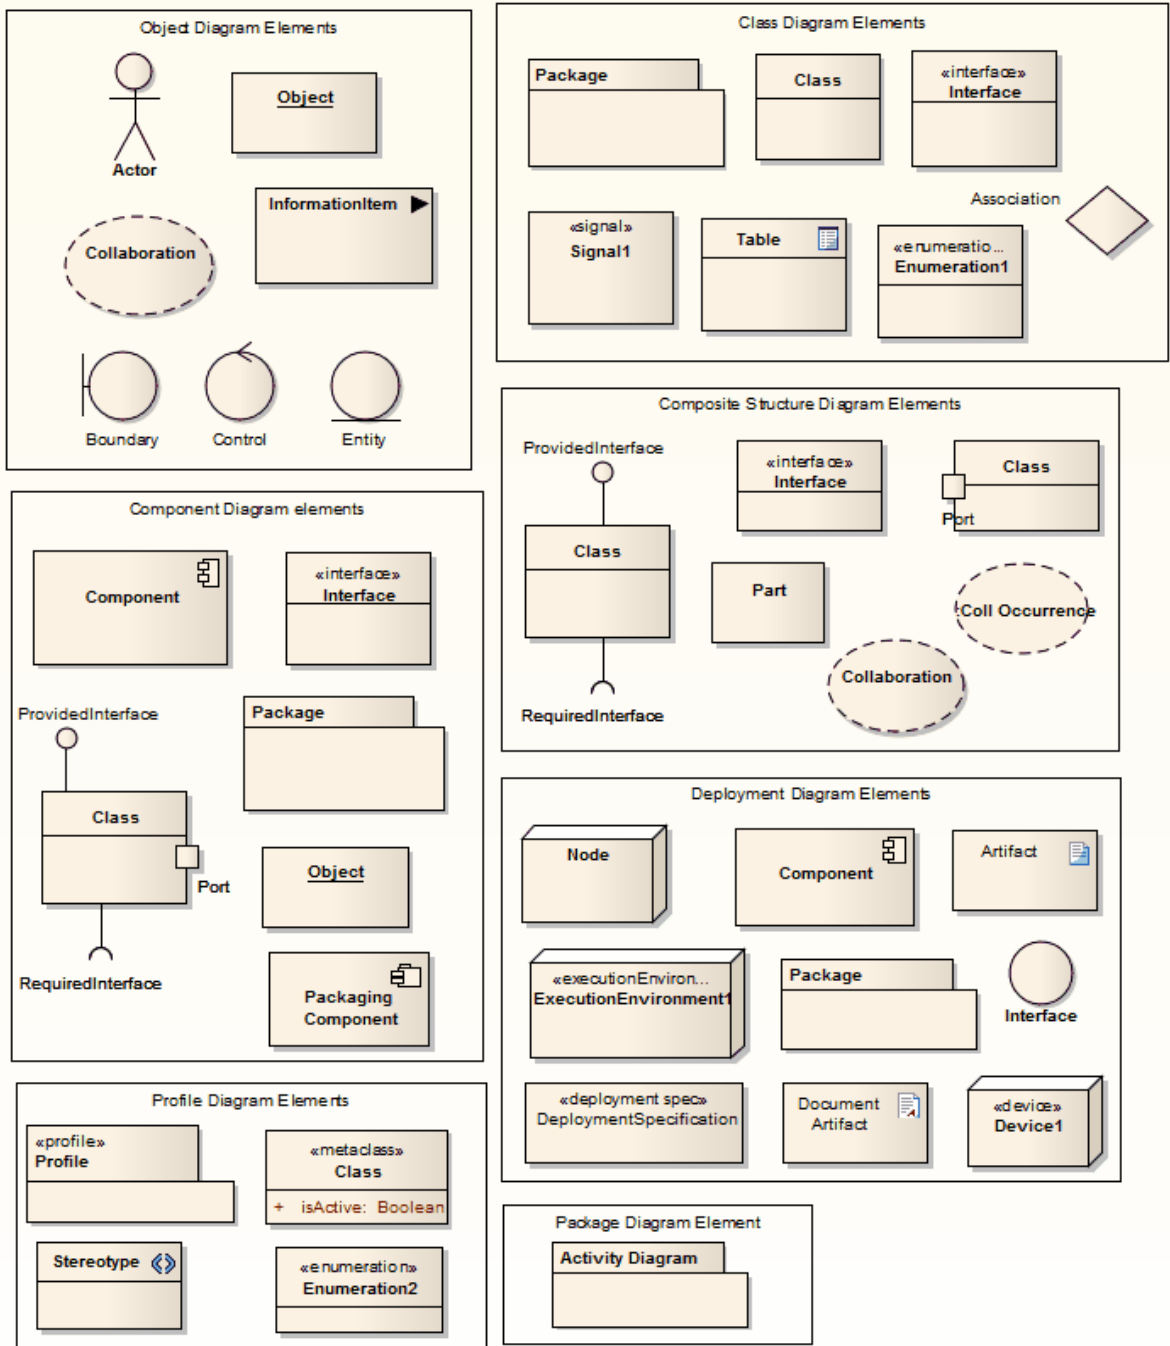 Object Diagram Elements
Actor
Object
InformationItem
Collaboration
Boundary
Control
Entity
Class Diagram Elements
Package
Class
«interface»
Interface
Association
«signal»
Signal1
Table
«enumeratio...
Enumeration1
Component Diagram elements
Component
«interface»
Interface
ProvidedInterface
Package
Class
Port
Object
RequiredInterface
Packaging
Component
Composite Structure Diagram Elements
ProvidedInterface
«interface»
Interface
Class
Port
Class
Part
:Coll Occurrence
Collaboration
RequiredInterface
Deployment Diagram Elements
Node
Component
Artifact
«executionEnviron...
ExecutionEnvironment1
Package
Interface
«deployment spec»
DeploymentSpecification
Document
Artifact
«device»
Device1
Profile Diagram Elements
«profile»
Profile
«metaclass»
Class
+ isActive: Boolean
Stereotype
«enumeration»
Enumeration2
Package Diagram Element
Activity Diagram